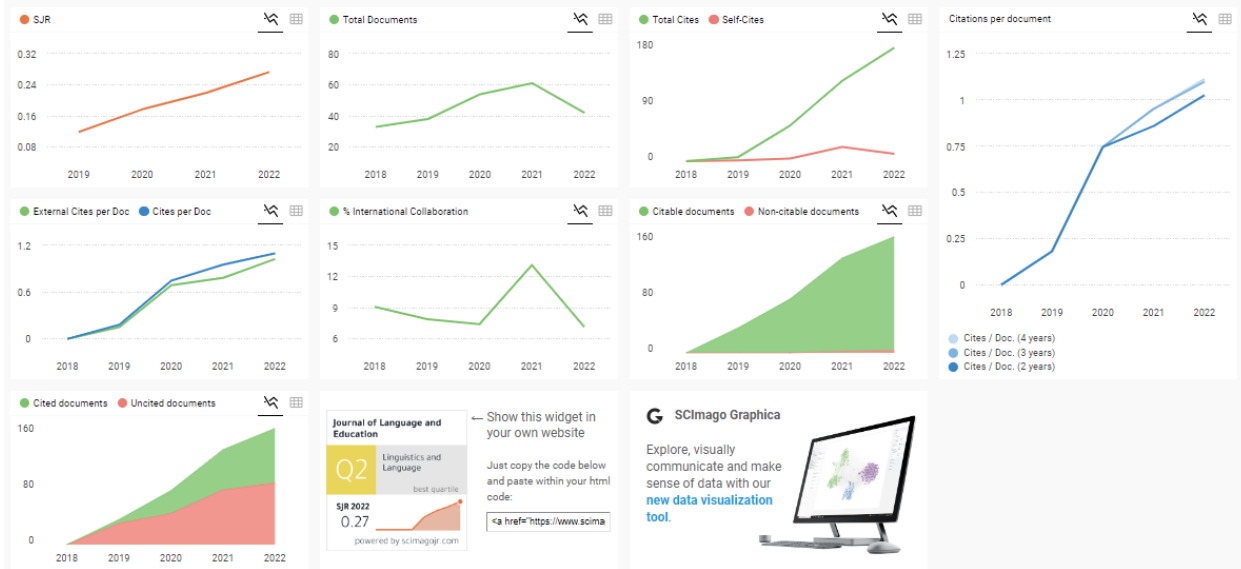 SJR
0.32
0.24
0.16
0.08
2019 2020 2021 2022
Total Documents
80
60
40
20
2018 2019 2020 2021 2022
Total Cites Self-Cites
180
90
0
2018 2019 2020 2021 2022
Citations per document
1.25
1
0.75
0.5
0.25
0
2018 2019 2020 2021 2022
Cites / Doc. (4 years)
Cites / Doc. (3 years)
Cites / Doc. (2 years)
External Cites per Doc Cites per Doc
1.2
0.6
0
2018 2019 2020 2021 2022
% International Collaboration
15
12
9
6
2018 2019 2020 2021 2022
Citable documents Non-citable documents
160
80
0
2018 2019 2020 2021 2022
Cited documents Uncited documents
160
80
0
2018 2019 2020 2021 2022
Journal of Language and
Education
Q2
Linguistics and
Language
best quartile
SJR 2022
0.27
powered by scimagojr.com
← Show this widget in
your own website
Just copy the code below
and paste within your html
code:
<a href="https://www.scima
SCImago Graphica
Explore, visually
communicate and make
sense of data with our
new data visualization
tool.